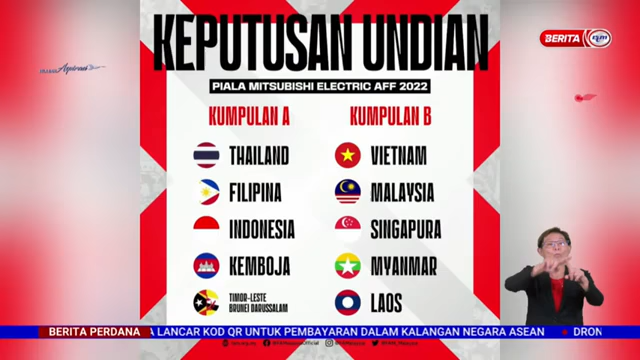 KEPUTUSAN UNDIAN
PIALA MITSUBISHI ELECTRIC AFF 2022
KUMPULAN A
THAILAND
FILIPINA
INDONESIA
KEMBOJA
TIMOR-LESTE
BRUNEI DARUSSALAM
KUMPULAN B
VIETNAM
MALAYSIA
SINGAPURA
MYANMAR
LAOS
BERITA
BERITA PERDANA
A LANCAR KOD QR UNTUK PEMBAYARAN DALAM KALANGAN NEGARA ASEAN
DRON